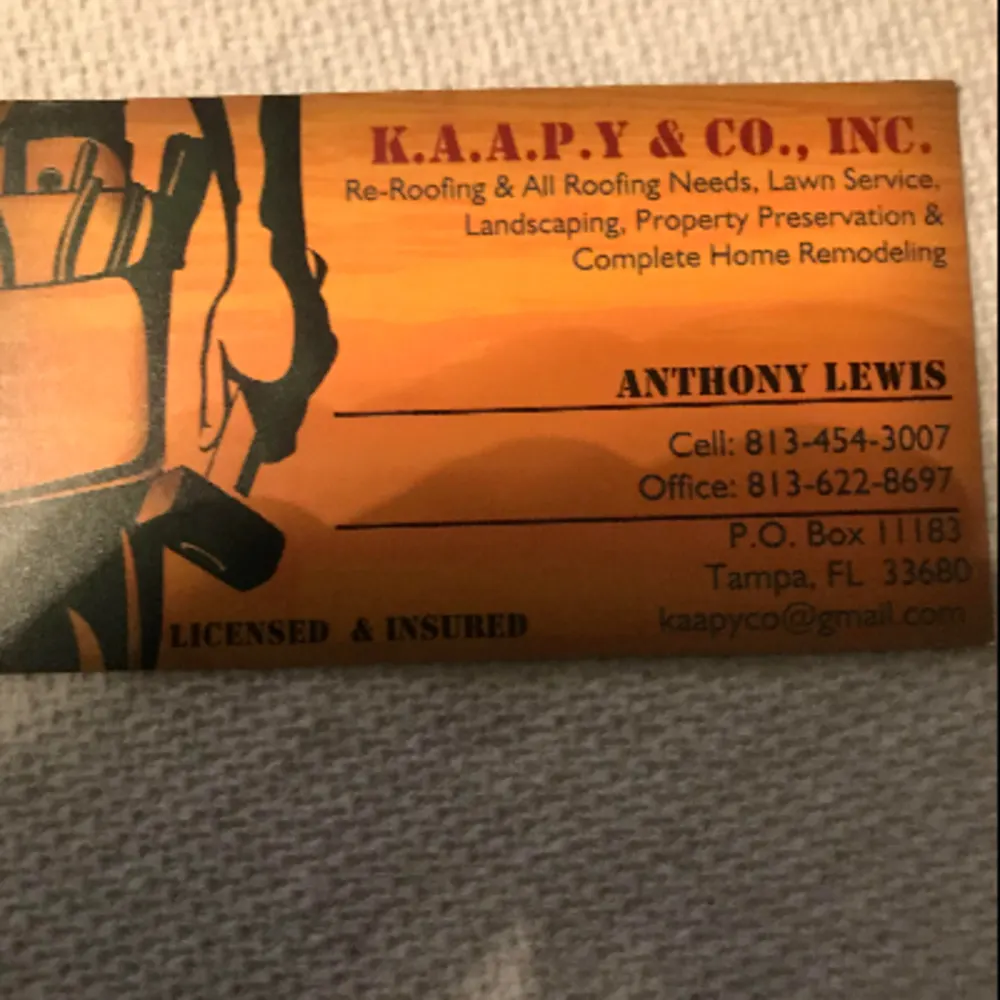 K.A.A.P.Y & CO., INC.
Re-Roofing & All Roofing Needs, Lawn Service,
Landscaping, Property Preservation &
Complete Home Remodeling
ANTHONY LEWIS
Cell: 813-454-3007
Office: 813-622-8697
P.O. Box 11183
Tampa, FL 33680
kaapyco@gmail.com
LICENSED & INSURED